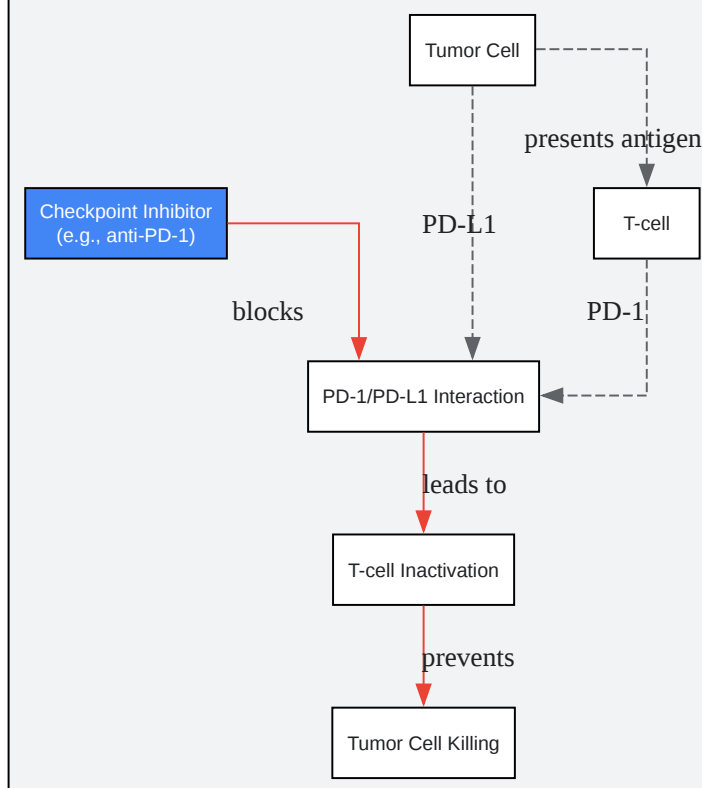 Tumor Cell
presents antigen
Checkpoint Inhibitor
(e.g., anti-PD-1)
T-cell
PD-L1
blocks
PD-1
PD-1/PD-L1 Interaction
leads to
T-cell Inactivation
prevents
Tumor Cell Killing